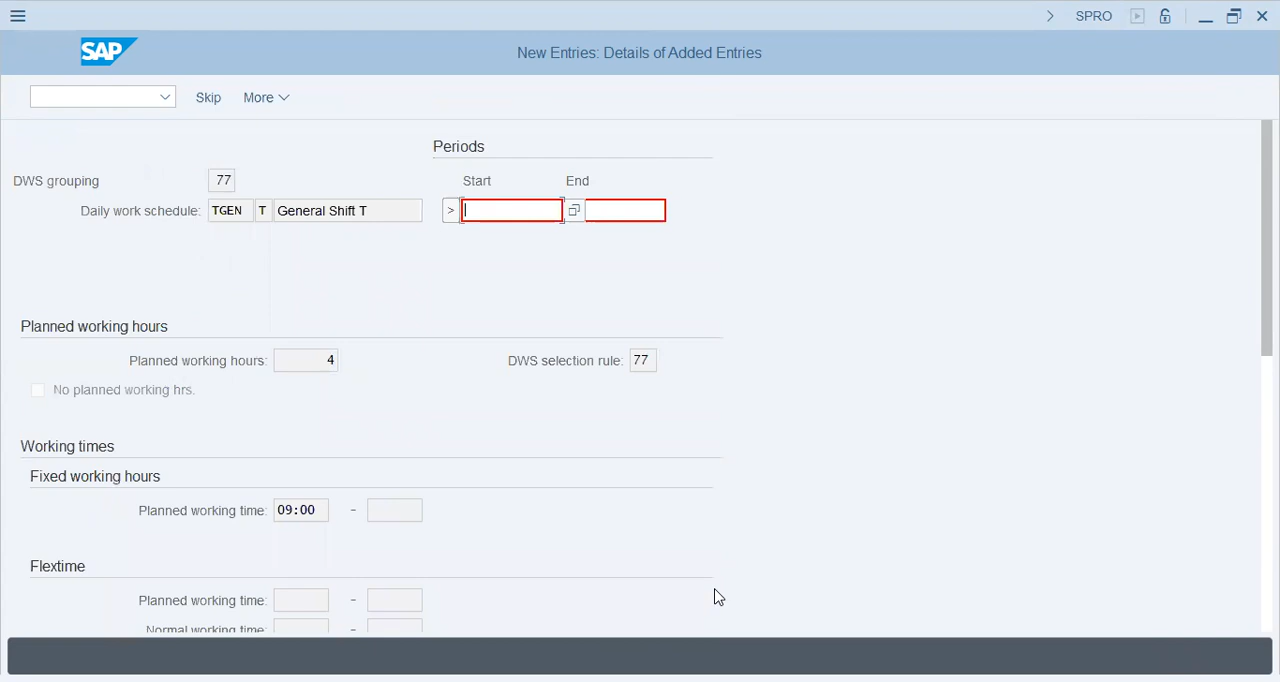 SPRO
SAP New Entries: Details of Added Entries
Skip More
Periods
DWS grouping 77 Start End
Daily work schedule: TGEN T General Shift T >
Planned working hours
Planned working hours: 4 DWS selection rule: 77
No planned working hrs.
Working times
Fixed working hours
Planned working time: 09:00 -
Flextime
Planned working time: -
Normal working time: -